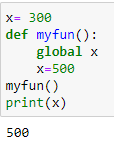 x= 300
def myfun():
    global x
    x=500
myfun()
print(x)
500